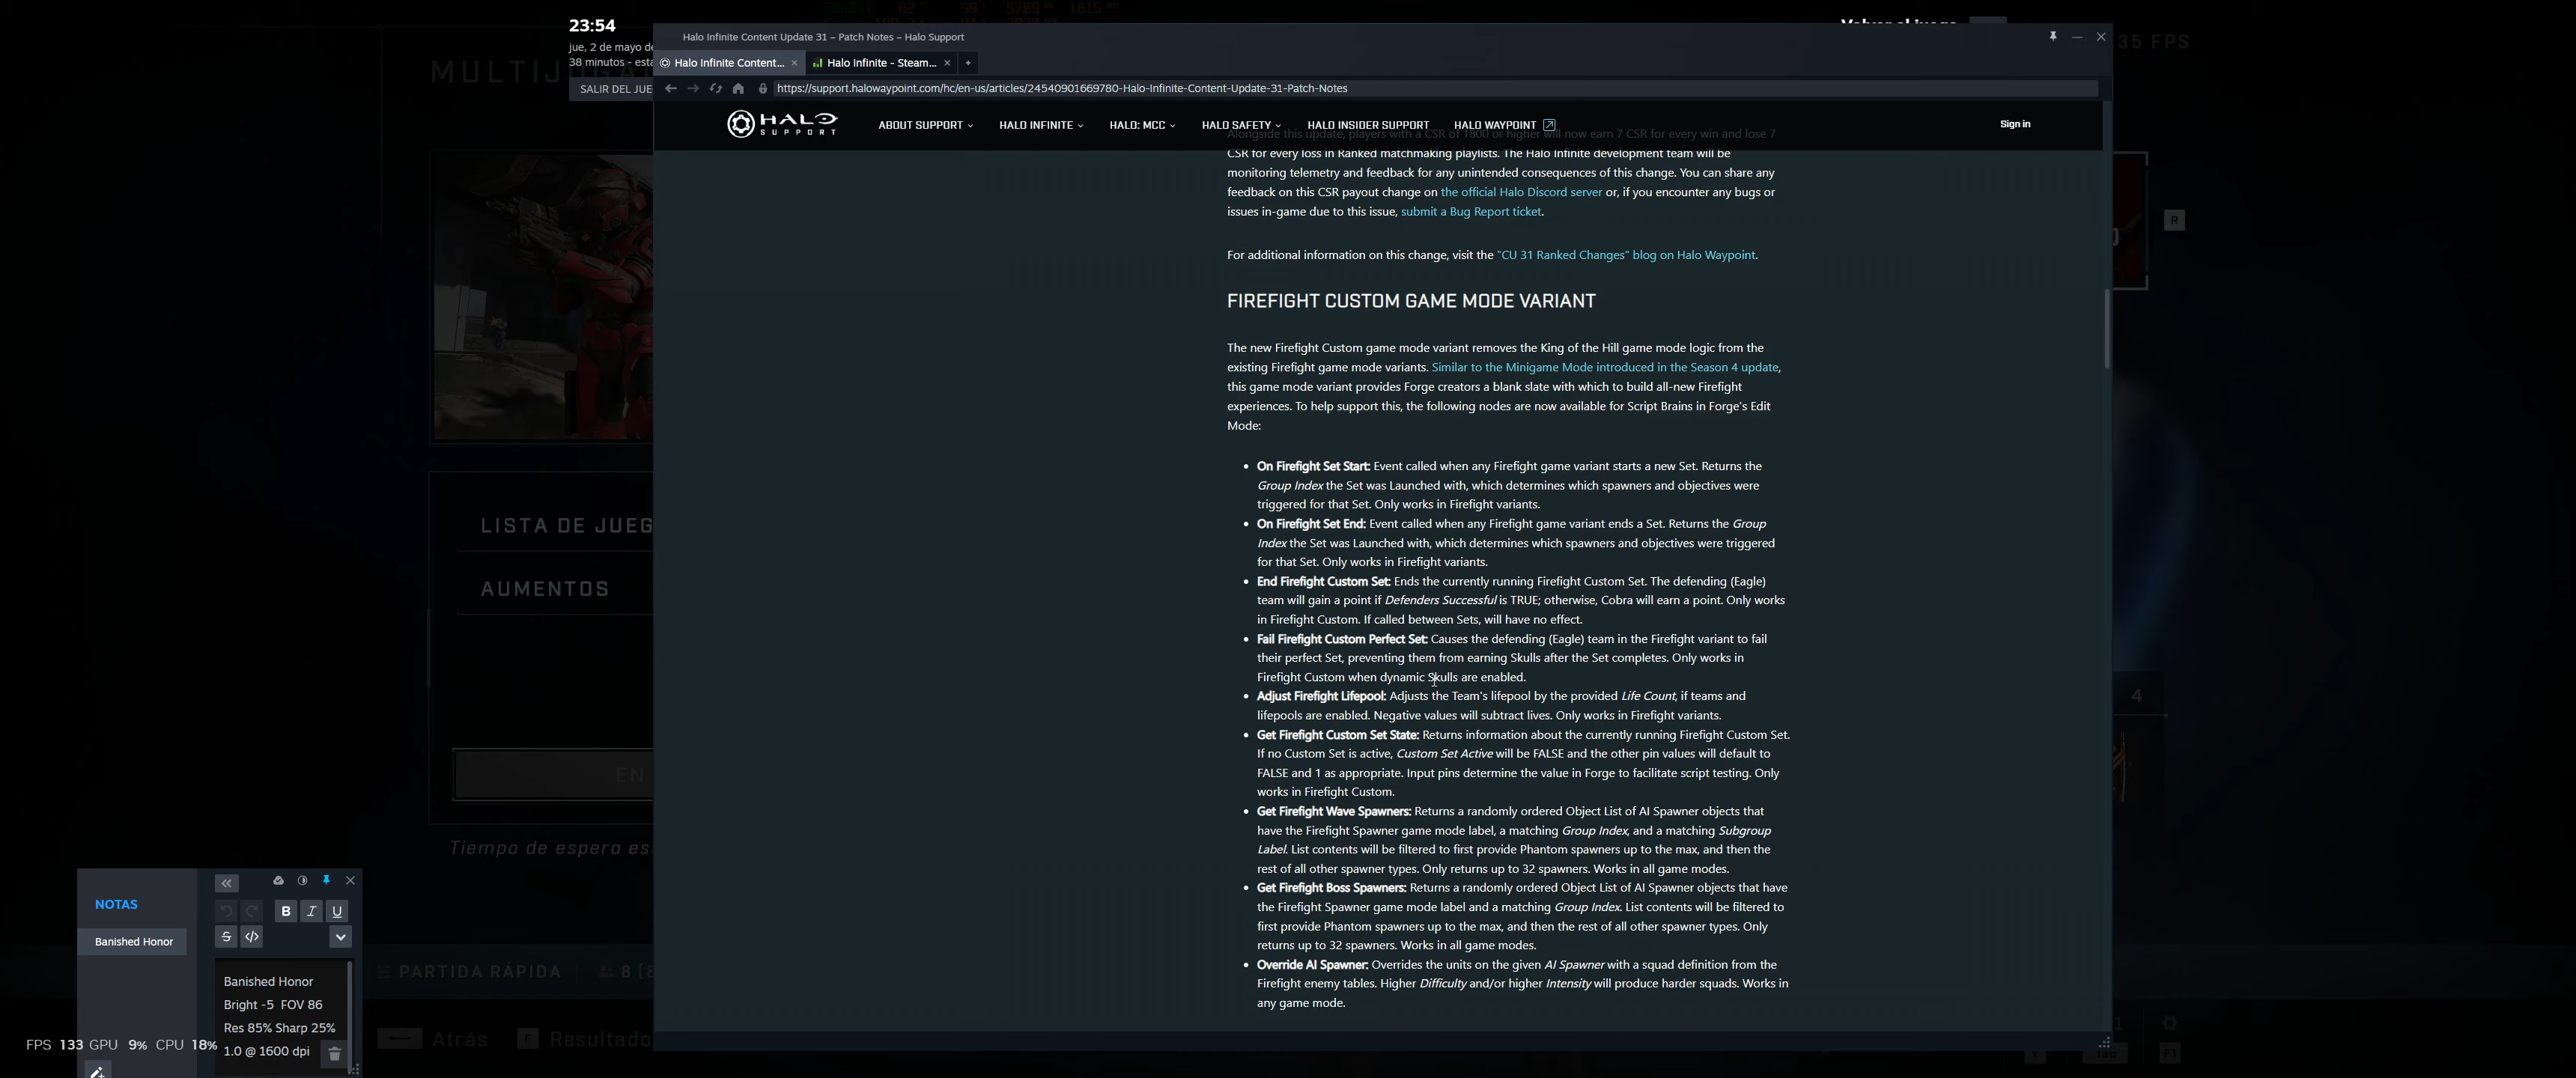 23:54
jue, 2 de mayo de
38 minutos - esta
SALIR DEL JUE
MULTIJUGA
35 FPS
Halo Infinite Content Update 31 – Patch Notes – Halo Support
Halo Infinite Content...
Halo Infinite - Steam...
https://support.halowaypoint.com/hc/en-us/articles/24540901669780-Halo-Infinite-Content-Update-31-Patch-Notes
HALO SUPPORT
ABOUT SUPPORT
HALO INFINITE
HALO: MCC
HALO SAFETY
HALO INSIDER SUPPORT
HALO WAYPOINT
Sign in
Alongside this update, players with a CSR of 1800 or higher will now earn 7 CSR for every win and lose 7
CSR for every loss in Ranked matchmaking playlists. The Halo Infinite development team will be
monitoring telemetry and feedback for any unintended consequences of this change. You can share any
feedback on this CSR payout change on the official Halo Discord server or, if you encounter any bugs or
issues in-game due to this issue, submit a Bug Report ticket.
For additional information on this change, visit the "CU 31 Ranked Changes" blog on Halo Waypoint.
FIREFIGHT CUSTOM GAME MODE VARIANT
The new Firefight Custom game mode variant removes the King of the Hill game mode logic from the
existing Firefight game mode variants. Similar to the Minigame Mode introduced in the Season 4 update,
this game mode variant provides Forge creators a blank slate with which to build all-new Firefight
experiences. To help support this, the following nodes are now available for Script Brains in Forge's Edit
Mode:
• On Firefight Set Start: Event called when any Firefight game variant starts a new Set. Returns the
Group Index the Set was Launched with, which determines which spawners and objectives were
triggered for that Set. Only works in Firefight variants.
• On Firefight Set End: Event called when any Firefight game variant ends a Set. Returns the Group
Index the Set was Launched with, which determines which spawners and objectives were triggered
for that Set. Only works in Firefight variants.
• End Firefight Custom Set: Ends the currently running Firefight Custom Set. The defending (Eagle)
team will gain a point if Defenders Successful is TRUE; otherwise, Cobra will earn a point. Only works
in Firefight Custom. If called between Sets, will have no effect.
• Fail Firefight Custom Perfect Set: Causes the defending (Eagle) team in the Firefight variant to fail
their perfect Set, preventing them from earning Skulls after the Set completes. Only works in
Firefight Custom when dynamic Skulls are enabled.
• Adjust Firefight Lifepool: Adjusts the Team's lifepool by the provided Life Count, if teams and
lifepools are enabled. Negative values will subtract lives. Only works in Firefight variants.
• Get Firefight Custom Set State: Returns information about the currently running Firefight Custom Set.
If no Custom Set is active, Custom Set Active will be FALSE and the other pin values will default to
FALSE and 1 as appropriate. Input pins determine the value in Forge to facilitate script testing. Only
works in Firefight Custom.
• Get Firefight Wave Spawners: Returns a randomly ordered Object List of AI Spawner objects that
have the Firefight Spawner game mode label, a matching Group Index, and a matching Subgroup
Label. List contents will be filtered to first provide Phantom spawners up to the max, and then the
rest of all other spawner types. Only returns up to 32 spawners. Works in all game modes.
• Get Firefight Boss Spawners: Returns a randomly ordered Object List of AI Spawner objects that have
the Firefight Spawner game mode label and a matching Group Index. List contents will be filtered to
first provide Phantom spawners up to the max, and then the rest of all other spawner types. Only
returns up to 32 spawners. Works in all game modes.
• Override AI Spawner: Overrides the units on the given AI Spawner with a squad definition from the
Firefight enemy tables. Higher Difficulty and/or higher Intensity will produce harder squads. Works in
any game mode.
R
4
LISTA DE JUEG
AUMENTOS
EN
Tiempo de espera es
PARTIDA RÁPIDA
8
Atrás
Resultado
Tab
F1
NOTAS
Banished Honor
B I U
S </>
Banished Honor
Bright -5 FOV 86
Res 85% Sharp 25%
1.0 @ 1600 dpi
FPS 133 GPU 9% CPU 18%